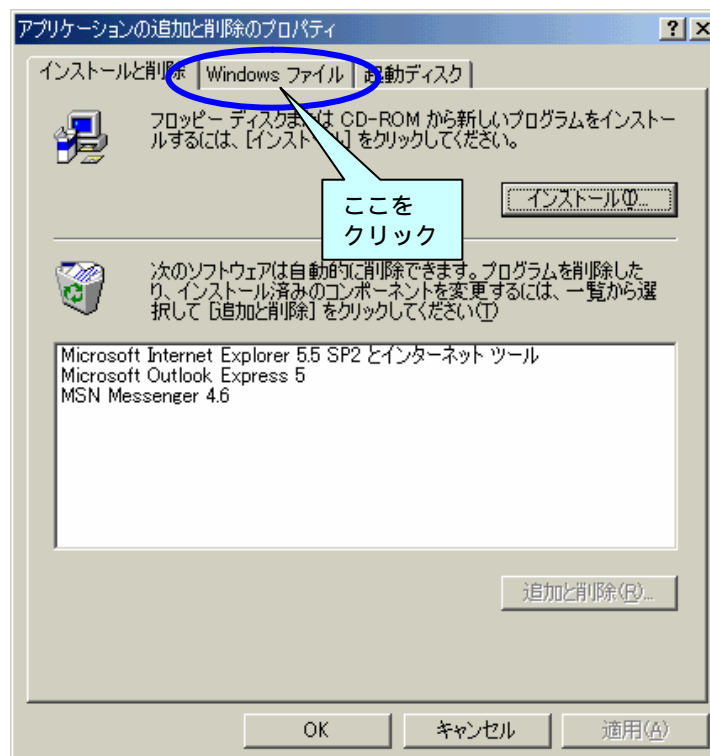 アプリケーションの追加と削除のプロパティ
インストールと削除 Windows ファイル 起動ディスク
フロッピー ディスクまたは CD-ROM から新しいプログラムをインストー
ルするには、[インストール] をクリックしてください。
インストール(I)...
ここを
クリック
次のソフトウェアは自動的に削除できます。プログラムを削除した
り、インストール済みのコンポーネントを変更するには、一覧から選
択して [追加と削除] をクリックしてください(T)
Microsoft Internet Explorer 5.5 SP2 とインターネット ツール
Microsoft Outlook Express 5
MSN Messenger 4.6
追加と削除(R)...
OK キャンセル 適用(A)